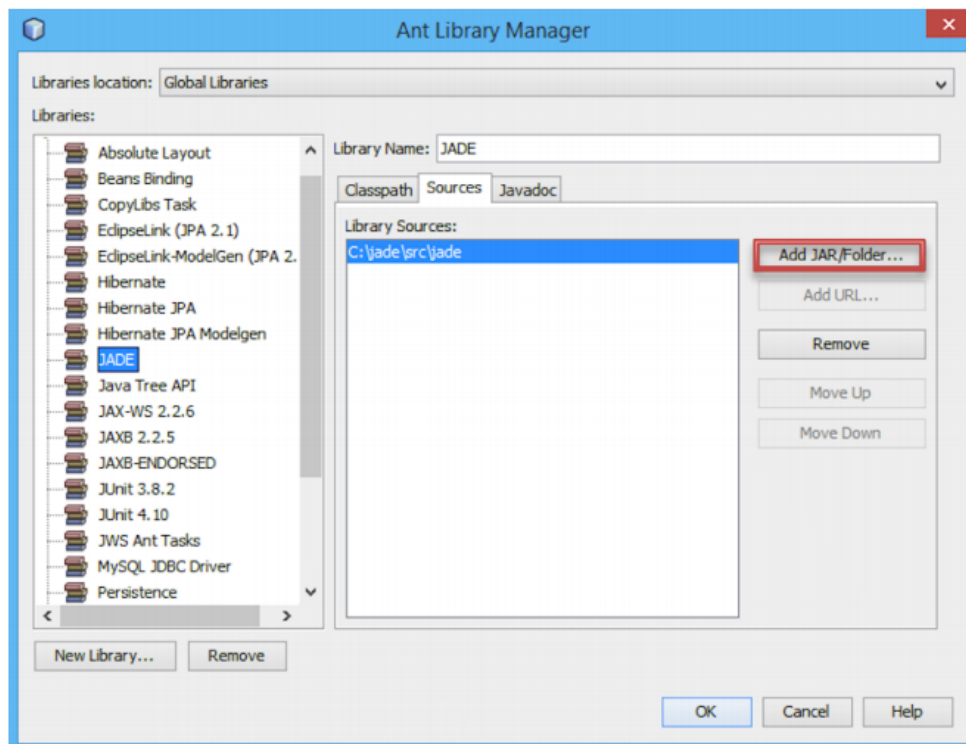 Ant Library Manager
Libraries location: Global Libraries
Libraries:
Absolute Layout
Beans Binding
CopyLibs Task
EclipseLink (JPA 2.1)
EclipseLink-ModelGen (JPA 2.
Hibernate
Hibernate JPA
Hibernate JPA Modelgen
JADE
Java Tree API
JAX-WS 2.2.6
JAXB 2.2.5
JAXB-ENDORSED
JUnit 3.8.2
JUnit 4.10
JWS Ant Tasks
MySQL JDBC Driver
Persistence
New Library... Remove
Library Name: JADE
Classpath Sources Javadoc
Library Sources:
C:\jade\src\jade
Add JAR/Folder...
Add URL...
Remove
Move Up
Move Down
OK Cancel Help